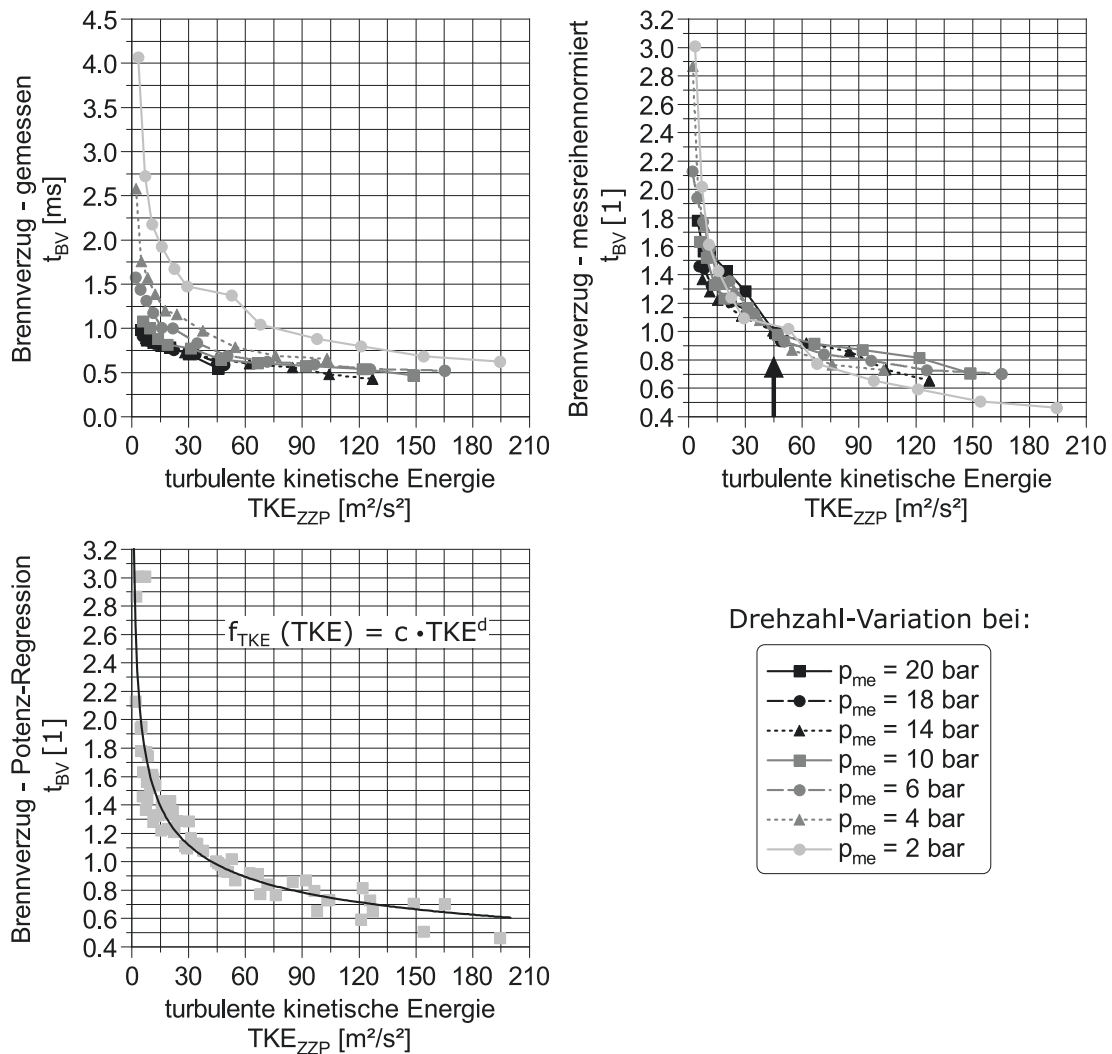 Brennverzug - gemessen
t_BV [ms]
4.5
4.0
3.5
3.0
2.5
2.0
1.5
1.0
0.5
0.0
0 30 60 90 120 150 180 210
turbulente kinetische Energie
TKE_ZZP [m²/s²]
Brennverzug - messreihennormiert
t_BV [1]
3.2
3.0
2.8
2.6
2.4
2.2
2.0
1.8
1.6
1.4
1.2
1.0
0.8
0.6
0.4
0 30 60 90 120 150 180 210
turbulente kinetische Energie
TKE_ZZP [m²/s²]
Brennverzug - Potenz-Regression
t_BV [1]
3.2
3.0
2.8
2.6
2.4
2.2
2.0
1.8
1.6
1.4
1.2
1.0
0.8
0.6
0.4
f_TKE (TKE) = c • TKE^d
0 30 60 90 120 150 180 210
turbulente kinetische Energie
TKE_ZZP [m²/s²]
Drehzahl-Variation bei:
p_me = 20 bar
p_me = 18 bar
p_me = 14 bar
p_me = 10 bar
p_me = 6 bar
p_me = 4 bar
p_me = 2 bar